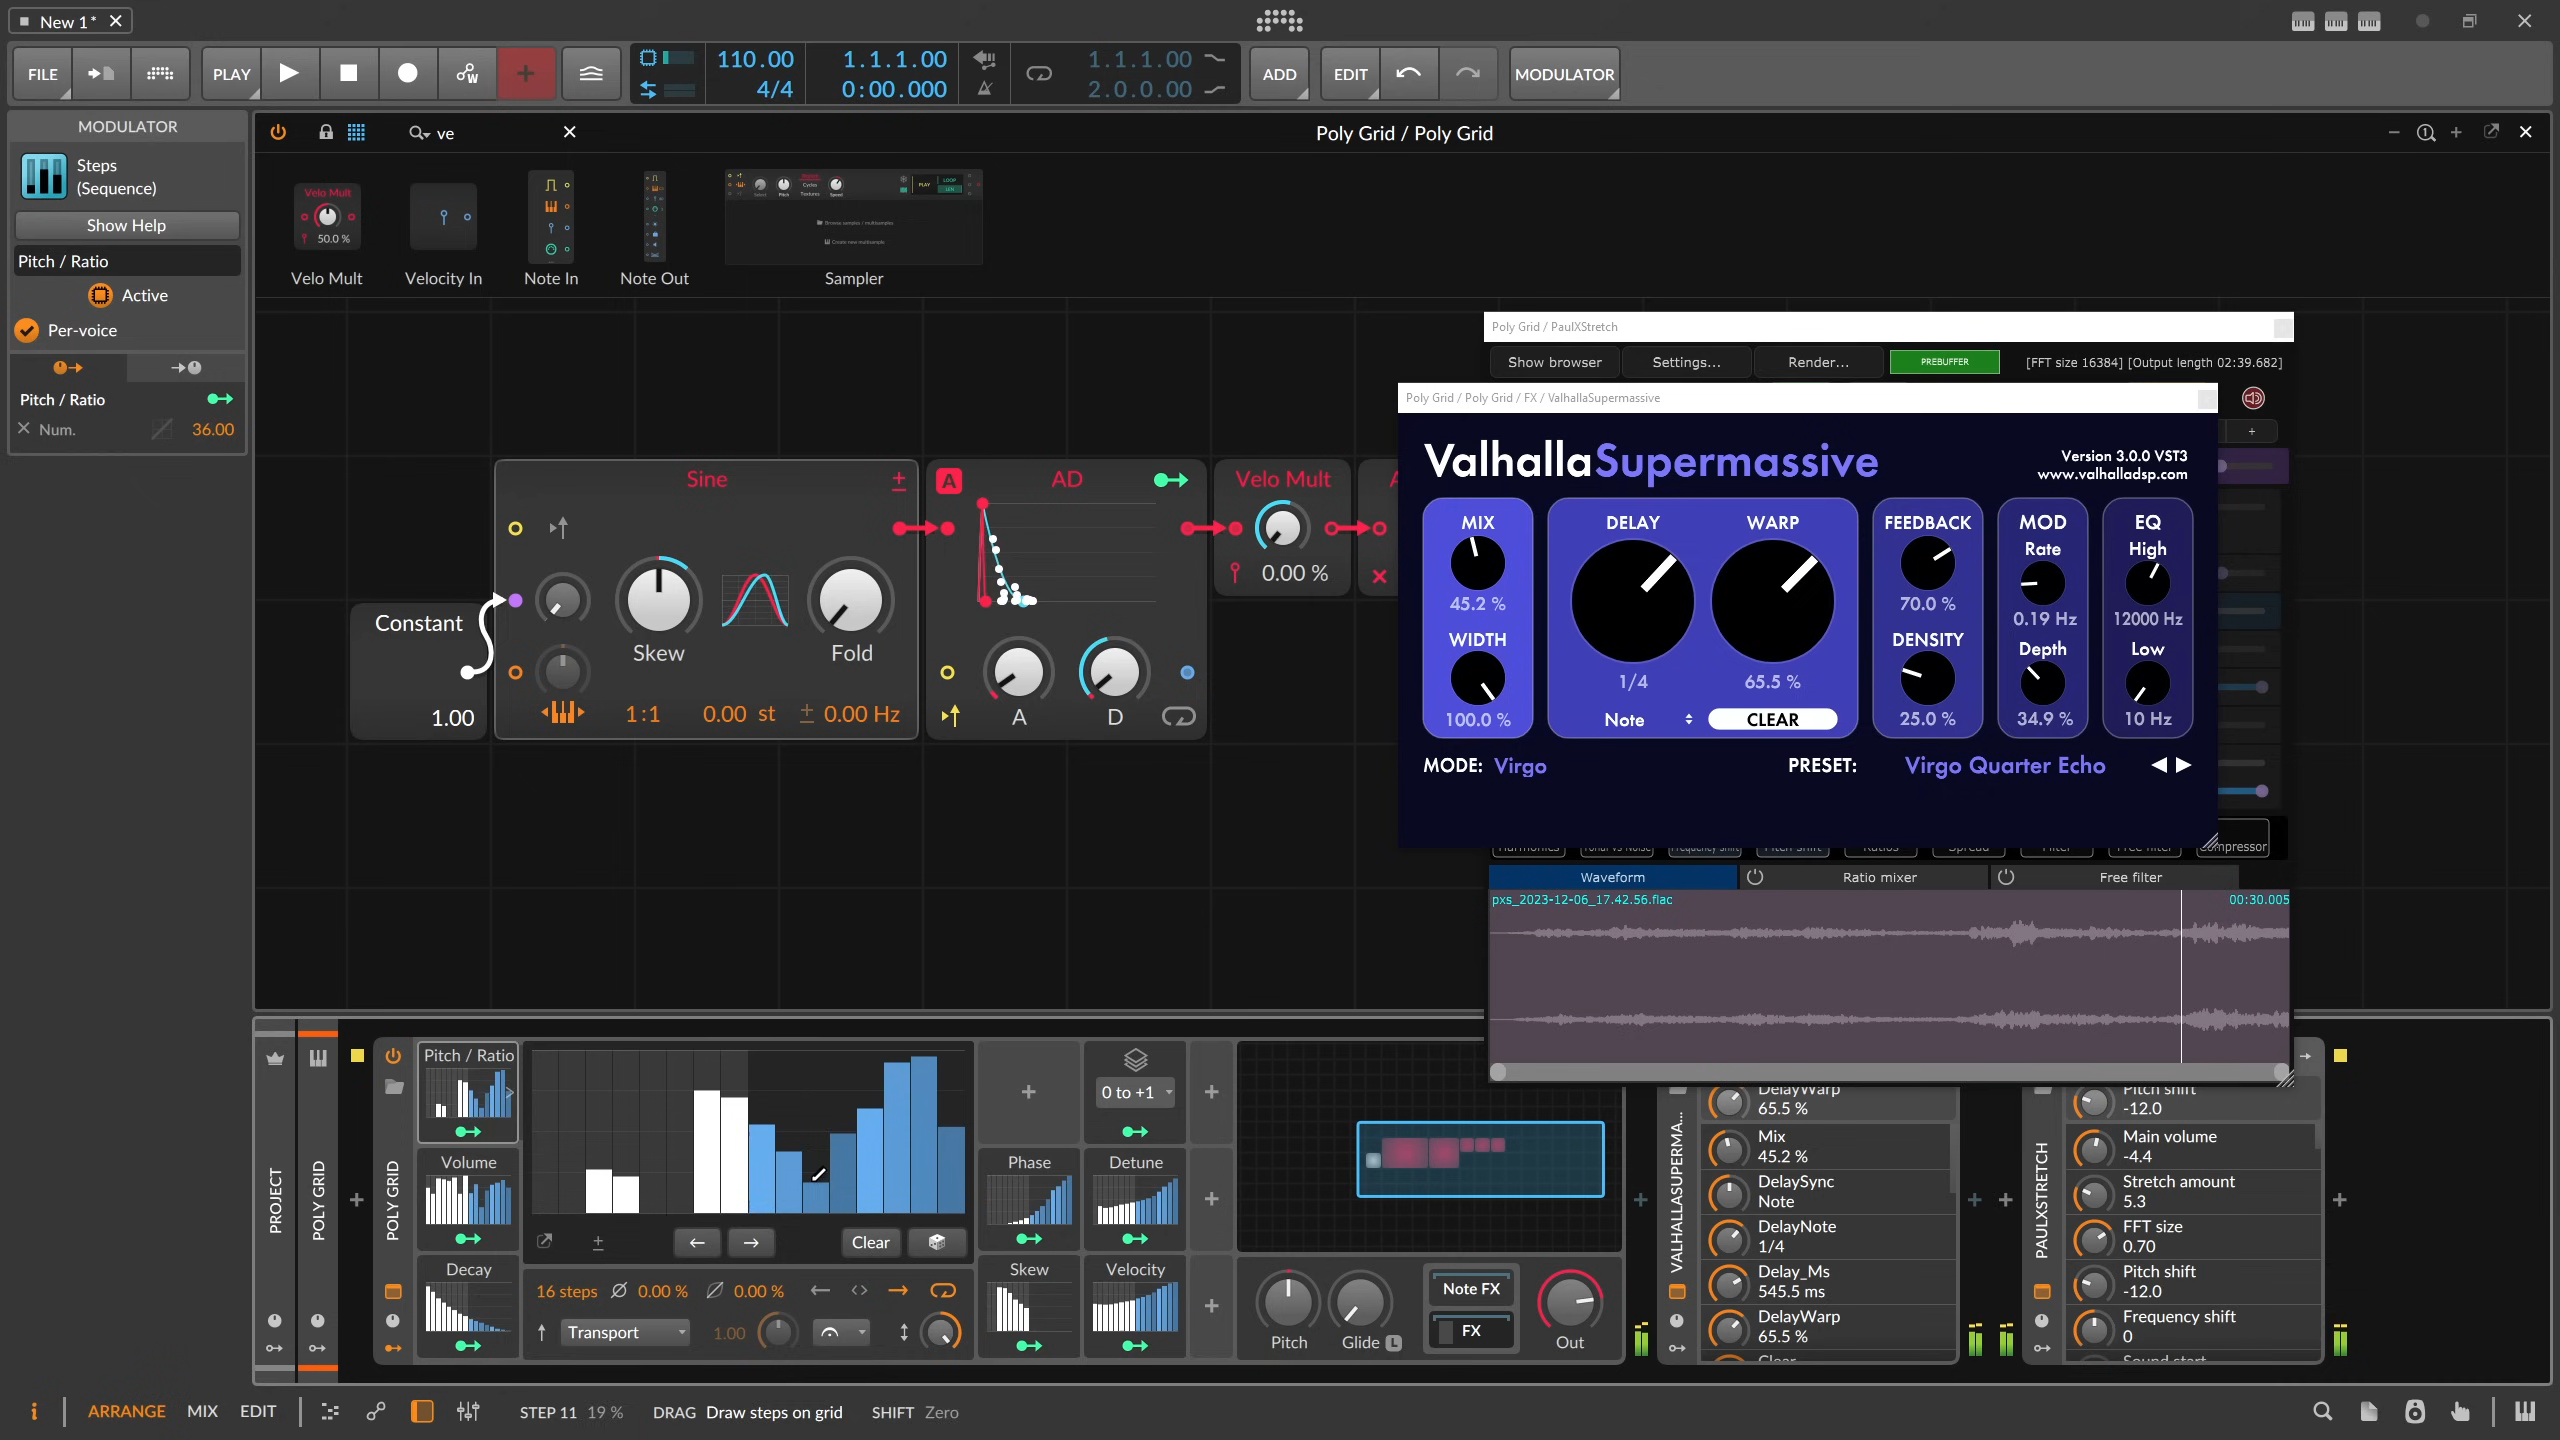 New 1*
FILE
PLAY
110.00
4/4
1.1.1.00
0:00.000
1.1.1.00
2.0.0.00
ADD
EDIT
MODULATOR
MODULATOR
Steps
(Sequence)
Show Help
Pitch / Ratio
Active
Per-voice
Pitch / Ratio
Num.
36.00
ve
Poly Grid / Poly Grid
Velo Mult
50.0 %
Velo Mult
Velocity In
Note In
Note Out
Sampler
Poly Grid / PaulXStretch
Show browser
Settings...
Render...
PREBUFFER
[FFT size 16384] [Output length 02:39.682]
Poly Grid / Poly Grid / FX / ValhallaSupermassive
ValhallaSupermassive
Version 3.0.0 VST3
www.valhalladsp.com
MIX
45.2 %
WIDTH
100.0 %
DELAY
1/4
Note
WARP
65.5 %
CLEAR
FEEDBACK
70.0 %
DENSITY
25.0 %
MOD
Rate
0.19 Hz
Depth
34.9 %
EQ
High
12000 Hz
Low
10 Hz
MODE: Virgo
PRESET: Virgo Quarter Echo
Constant
1.00
Sine
Skew
Fold
1:1
0.00 st
± 0.00 Hz
A
AD
A
D
Velo Mult
0.00 %
Waveform
Ratio mixer
Free filter
pxs_2023-12-06_17.42.56.flac
00:30.005
PROJECT
POLY GRID
POLY GRID
Pitch / Ratio
Volume
Decay
Clear
16 steps
0.00 %
0.00 %
Transport
1.00
0 to +1
Phase
Detune
Skew
Velocity
Pitch
Glide
L
Note FX
FX
Out
VALHALLASUPERMA...
DelayWarp
65.5 %
Mix
45.2 %
DelaySync
Note
DelayNote
1/4
Delay_Ms
545.5 ms
DelayWarp
65.5 %
Clear
PAULXSTRETCH
Pitch shift
-12.0
Main volume
-4.4
Stretch amount
5.3
FFT size
0.70
Pitch shift
-12.0
Frequency shift
0
ARRANGE
MIX
EDIT
STEP 11 19 %
DRAG Draw steps on grid
SHIFT Zero